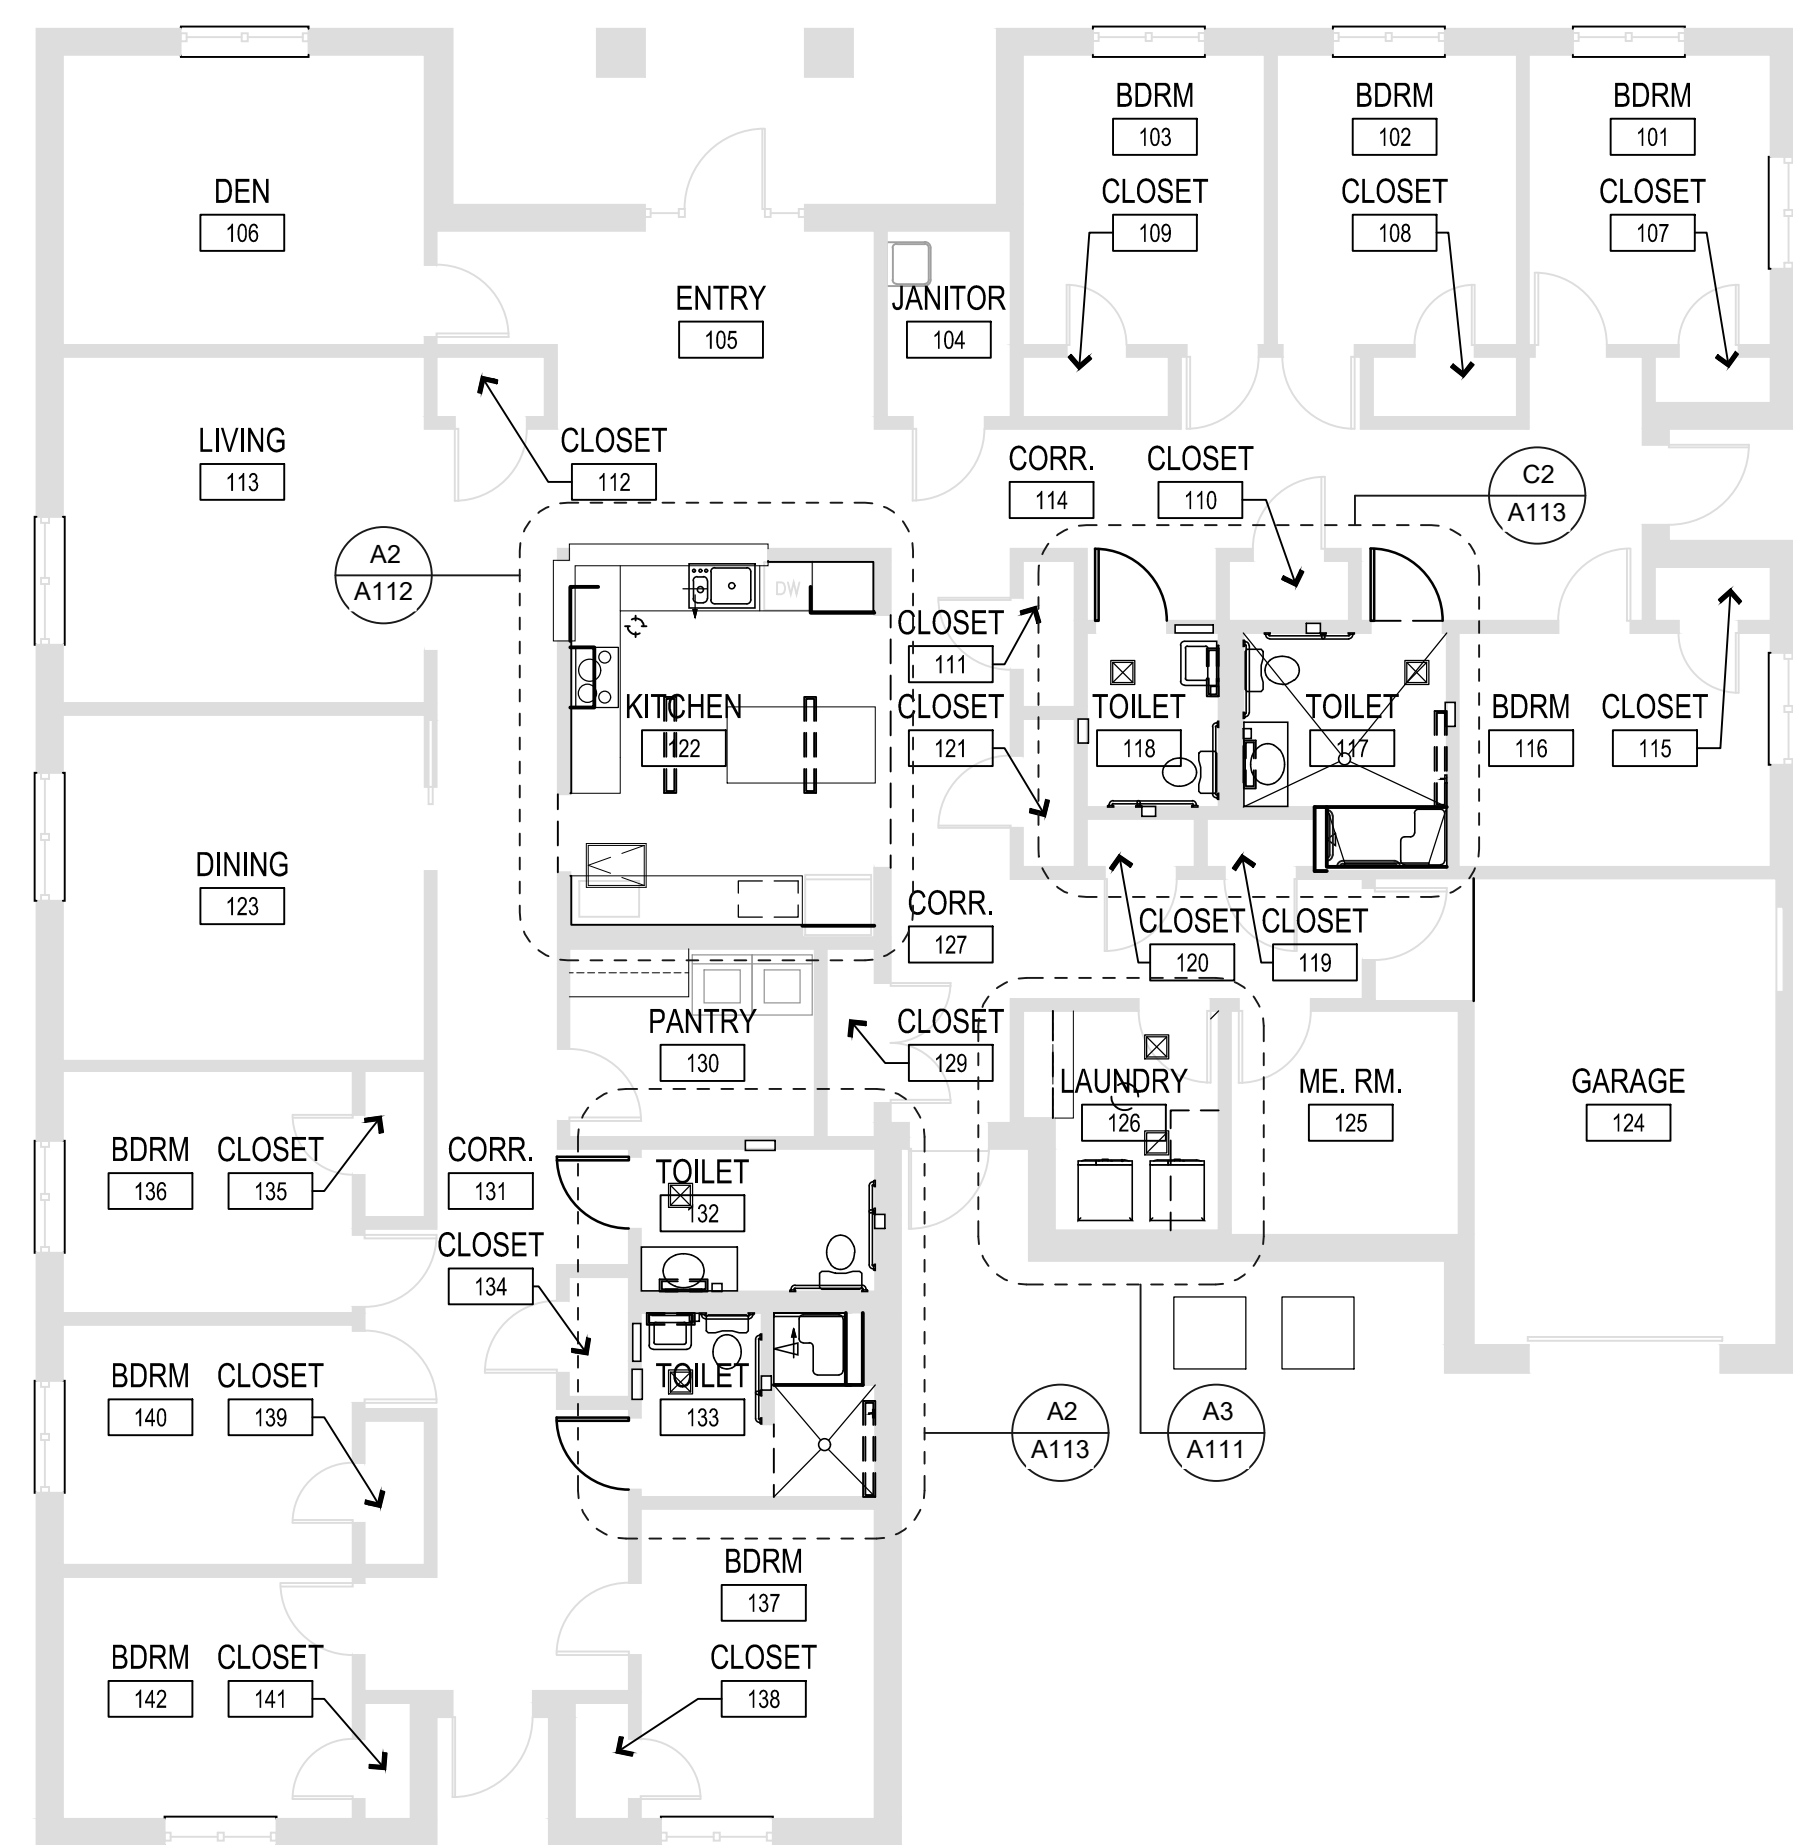 BDRM
103
BDRM
102
BDRM
101
DEN
106
CLOSET
109
CLOSET
108
CLOSET
107
ENTRY
105
JANITOR
104
LIVING
113
CLOSET
112
CORR.
114
CLOSET
110
C2
A113
A2
A112
DW
CLOSET
111
KITCHEN
122
CLOSET
121
TOILET
118
TOILET
117
BDRM
116
CLOSET
115
DINING
123
CORR.
127
CLOSET
120
CLOSET
119
PANTRY
130
CLOSET
129
LAUNDRY
126
ME. RM.
125
GARAGE
124
BDRM
136
CLOSET
135
CORR.
131
TOILET
132
CLOSET
134
BDRM
140
CLOSET
139
TOILET
133
A2
A113
A3
A111
BDRM
137
BDRM
142
CLOSET
141
CLOSET
138